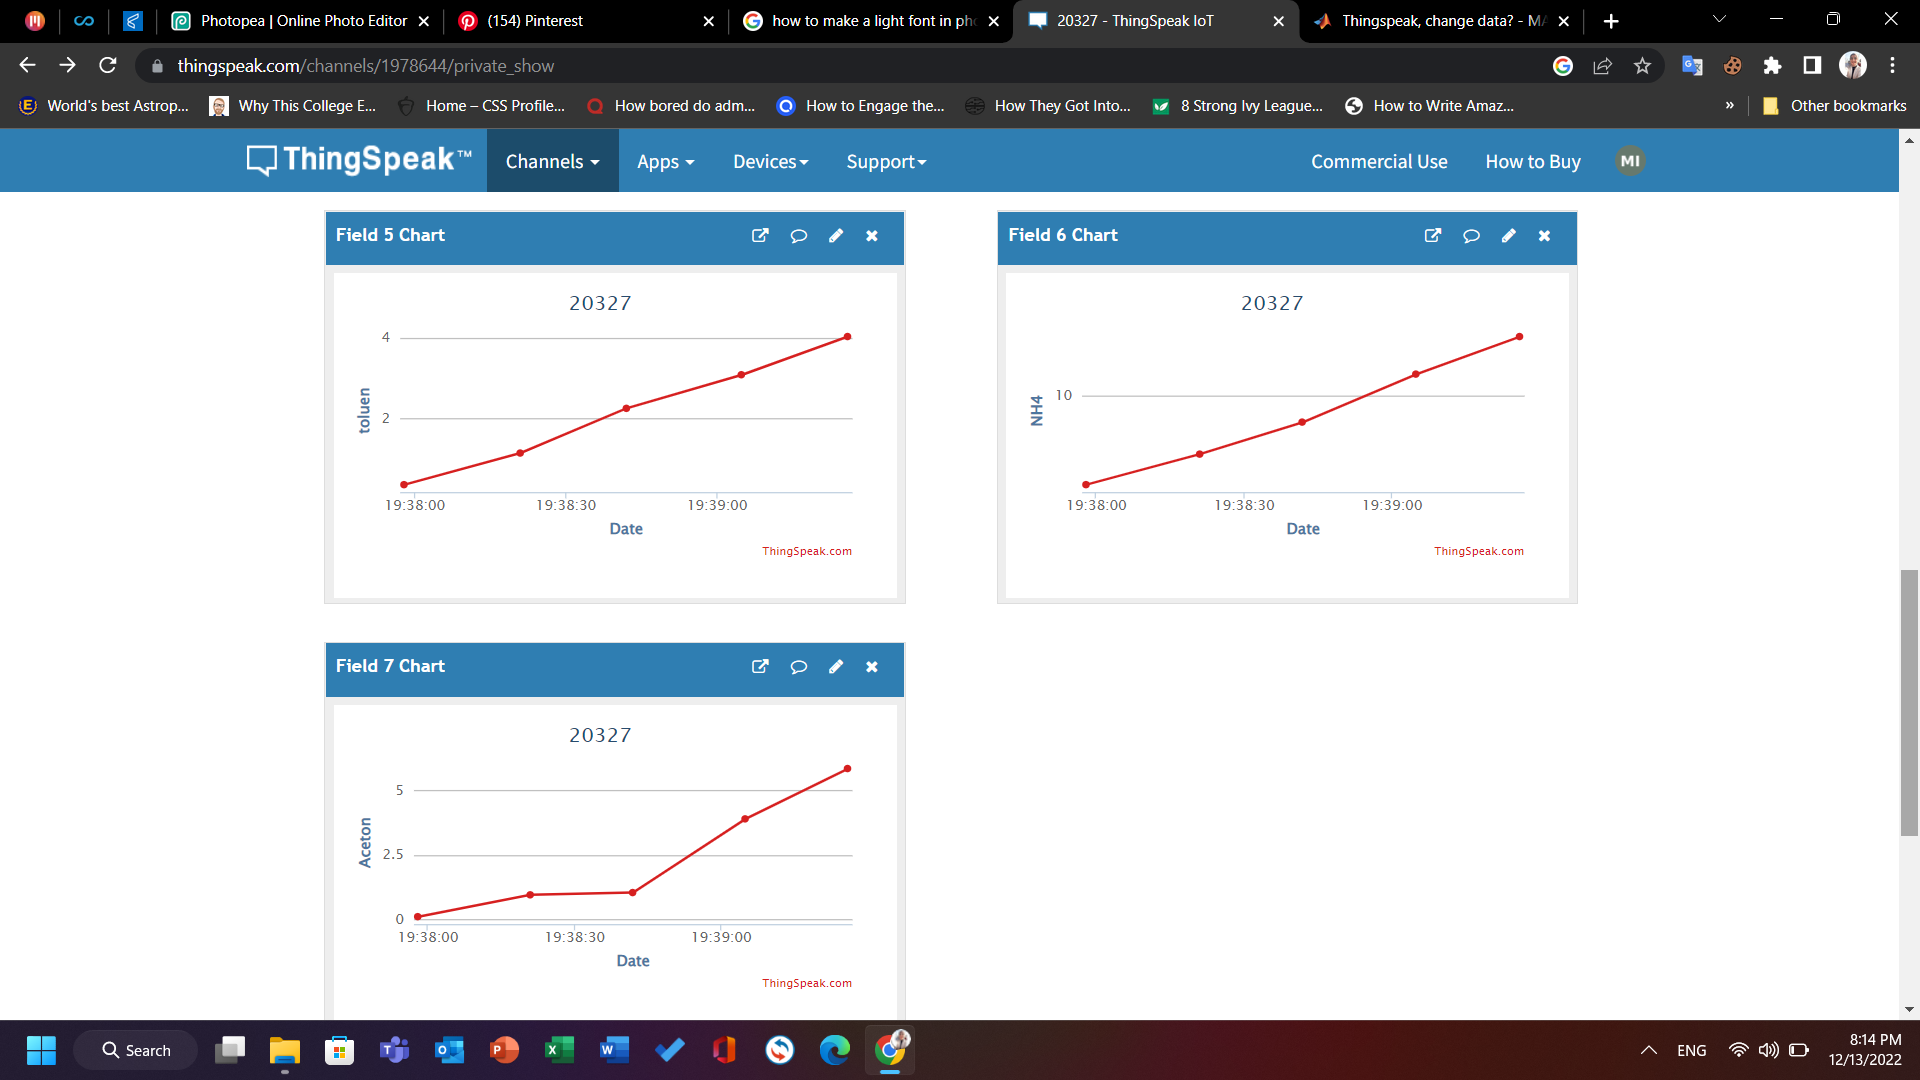 Photopea | Online Photo Editor
(154) Pinterest
how to make a light font in pho
20327 - ThingSpeak IoT
Thingspeak, change data? - MA
thingspeak.com/channels/1978644/private_show
World's best Astrop...
Why This College E...
Home – CSS Profile...
How bored do adm...
How to Engage the...
How They Got Into...
8 Strong Ivy League...
How to Write Amaz...
»
Other bookmarks
ThingSpeak™
Channels
Apps
Devices
Support
Commercial Use
How to Buy
MI
Field 5 Chart
20327
4
2
toluen
19:38:00
19:38:30
19:39:00
Date
ThingSpeak.com
Field 6 Chart
20327
10
NH4
19:38:00
19:38:30
19:39:00
Date
ThingSpeak.com
Field 7 Chart
20327
5
2.5
0
Aceton
19:38:00
19:38:30
19:39:00
Date
ThingSpeak.com
Search
ENG
8:14 PM
12/13/2022